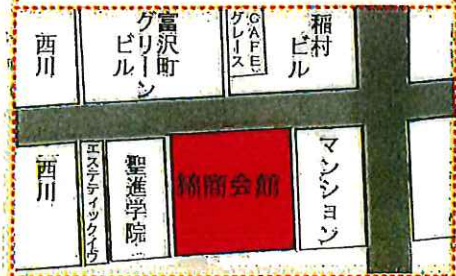 西川
富沢町
グリーン
ビル
CAFE
グレース
稲村
ビル
西川
エステティックイヴ
聖進学院
綿商会館
マンション